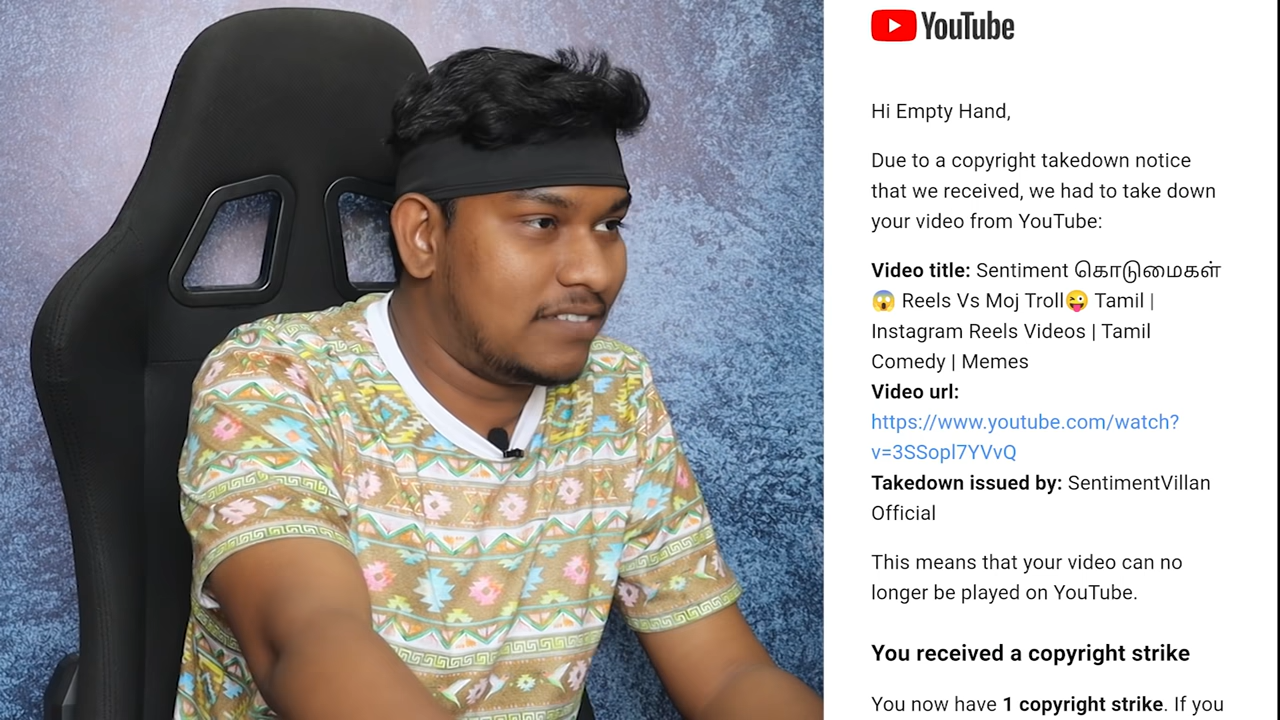 YouTube
Hi Empty Hand,
Due to a copyright takedown notice
that we received, we had to take down
your video from YouTube:
Video title: Sentiment கொடுமைகள்
😱 Reels Vs Moj Troll😜 Tamil |
Instagram Reels Videos | Tamil
Comedy | Memes
Video url:
https://www.youtube.com/watch?
v=3SSopl7YVvQ
Takedown issued by: SentimentVillan
Official
This means that your video can no
longer be played on YouTube.
You received a copyright strike
You now have 1 copyright strike. If you